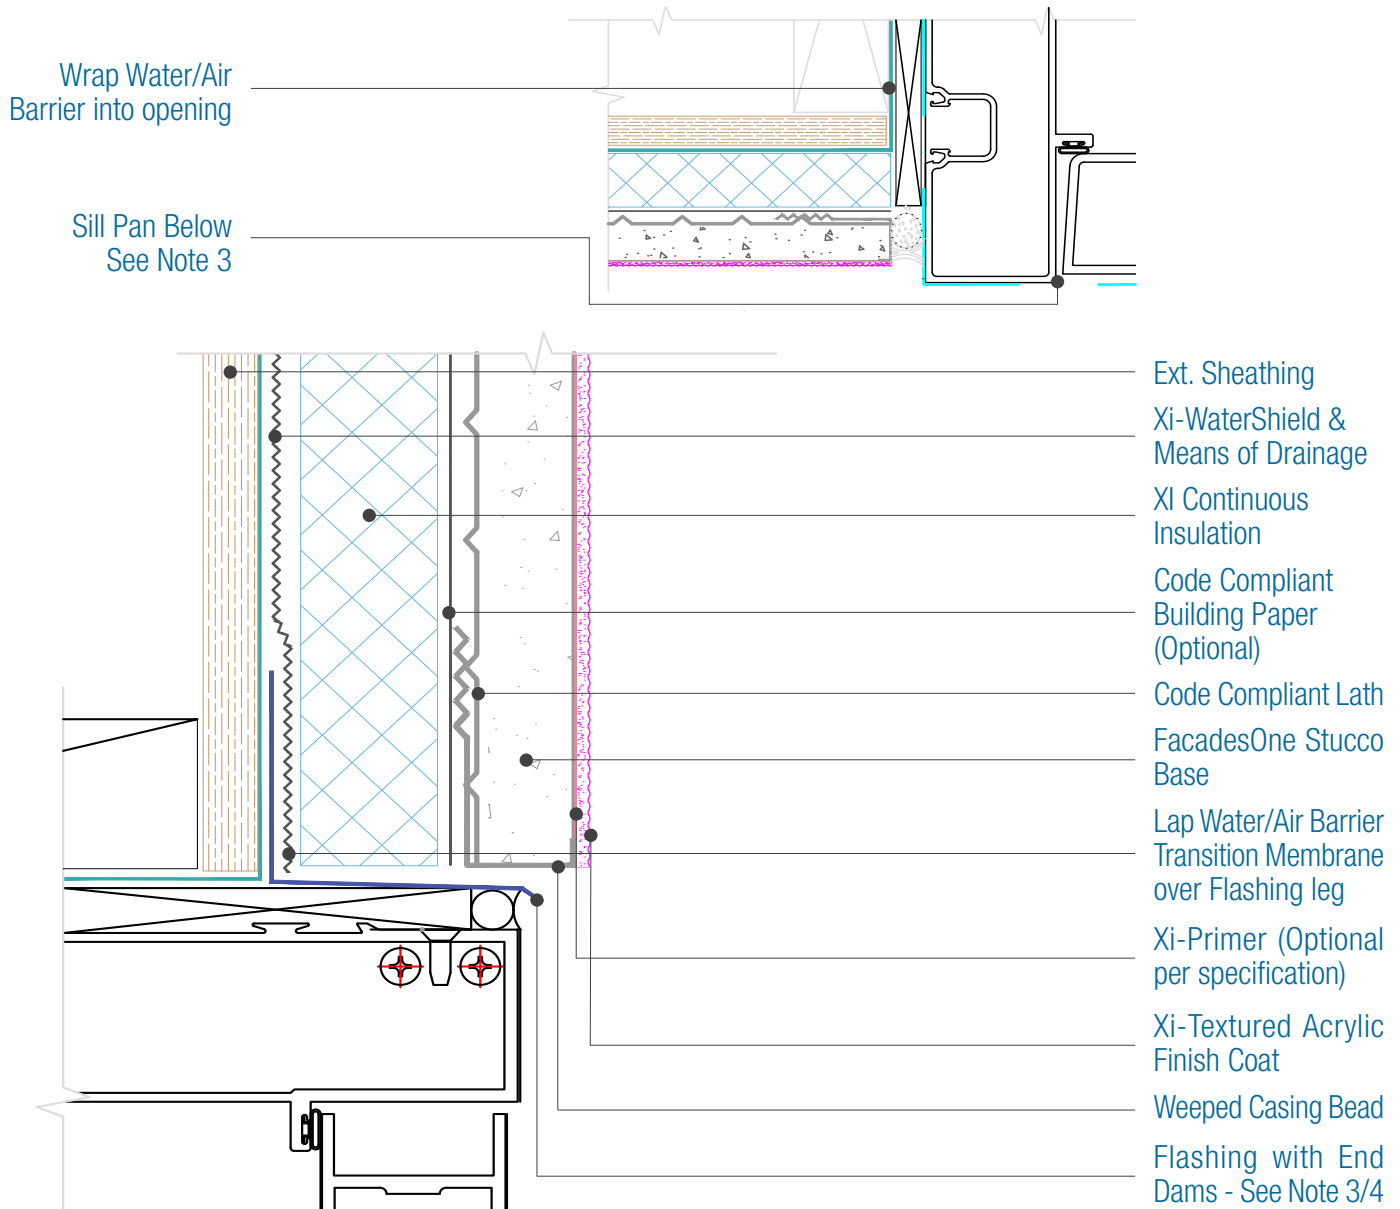 Wrap Water/Air
Barrier into opening
Sill Pan Below
See Note 3
Ext. Sheathing
Xi-WaterShield &
Means of Drainage
XI Continuous
Insulation
Code Compliant
Building Paper
(Optional)
Code Compliant Lath
FacadesOne Stucco
Base
Lap Water/Air Barrier
Transition Membrane
over Flashing leg
Xi-Primer (Optional
per specification)
Xi-Textured Acrylic
Finish Coat
Weeped Casing Bead
Flashing with End
Dams - See Note 3/4